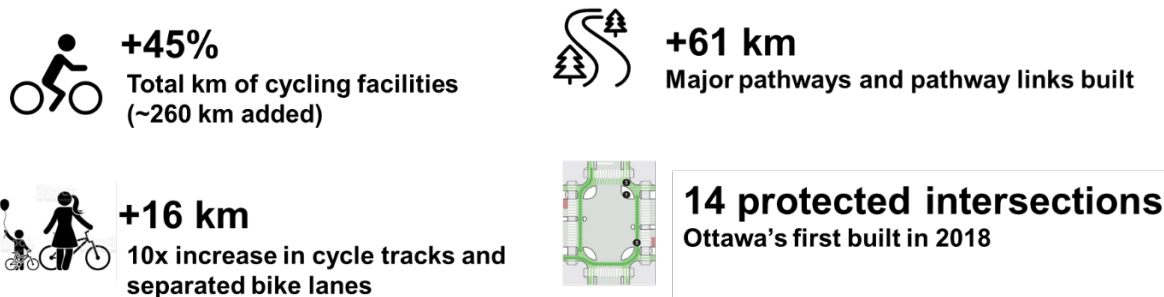 +45%
Total km of cycling facilities
(~260 km added)
+61 km
Major pathways and pathway links built
+16 km
10x increase in cycle tracks and
separated bike lanes
14 protected intersections
Ottawa's first built in 2018